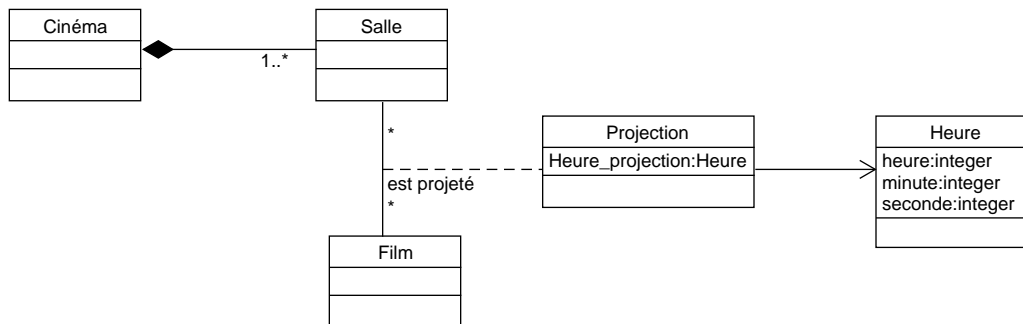 Cinéma
1..*
Salle
*
est projeté
*
Film
Projection
Heure_projection:Heure
Heure
heure:integer
minute:integer
seconde:integer